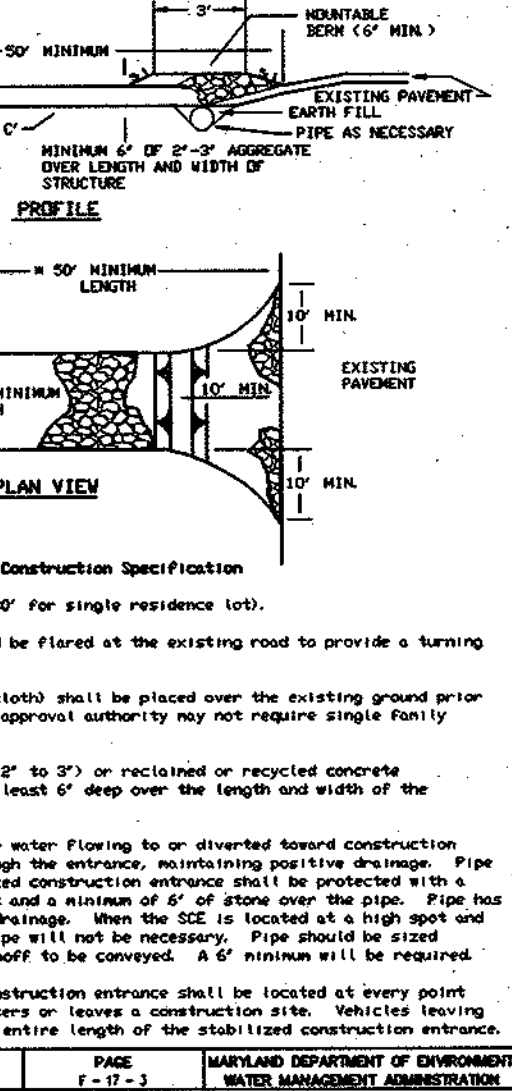 3'
MOUNTABLE
BERM (6" MIN.)
50' MINIMUM
EXISTING PAVEMENT
EARTH FILL
PIPE AS NECESSARY
MINIMUM 6" OF 2"-3" AGGREGATE
OVER LENGTH AND WIDTH OF
STRUCTURE
PROFILE
* 50' MINIMUM
LENGTH
10' MIN.
EXISTING
PAVEMENT
MINIMUM
10' MIN.
10' MIN.
PLAN VIEW
Construction Specification
0' for single residence lot).
be flared at the existing road to provide a turning
cloth) shall be placed over the existing ground prior
approval authority may not require single family
2" to 3") or reclaimed or recycled concrete
least 6" deep over the length and width of the
water flowing to or diverted toward construction
gh the entrance, maintaining positive drainage. Pipe
ed construction entrance shall be protected with a
and a minimum of 6" of stone over the pipe. Pipe has
drainage. When the SCE is located at a high spot and
pe will not be necessary. Pipe should be sized
noff to be conveyed. A 6" minimum will be required.
nstruction entrance shall be located at every point
ters or leaves a construction site. Vehicles leaving
entire length of the stabilized construction entrance.
PAGE
F - 17 - 3
MARYLAND DEPARTMENT OF ENVIRONMENT
WATER MANAGEMENT ADMINISTRATION